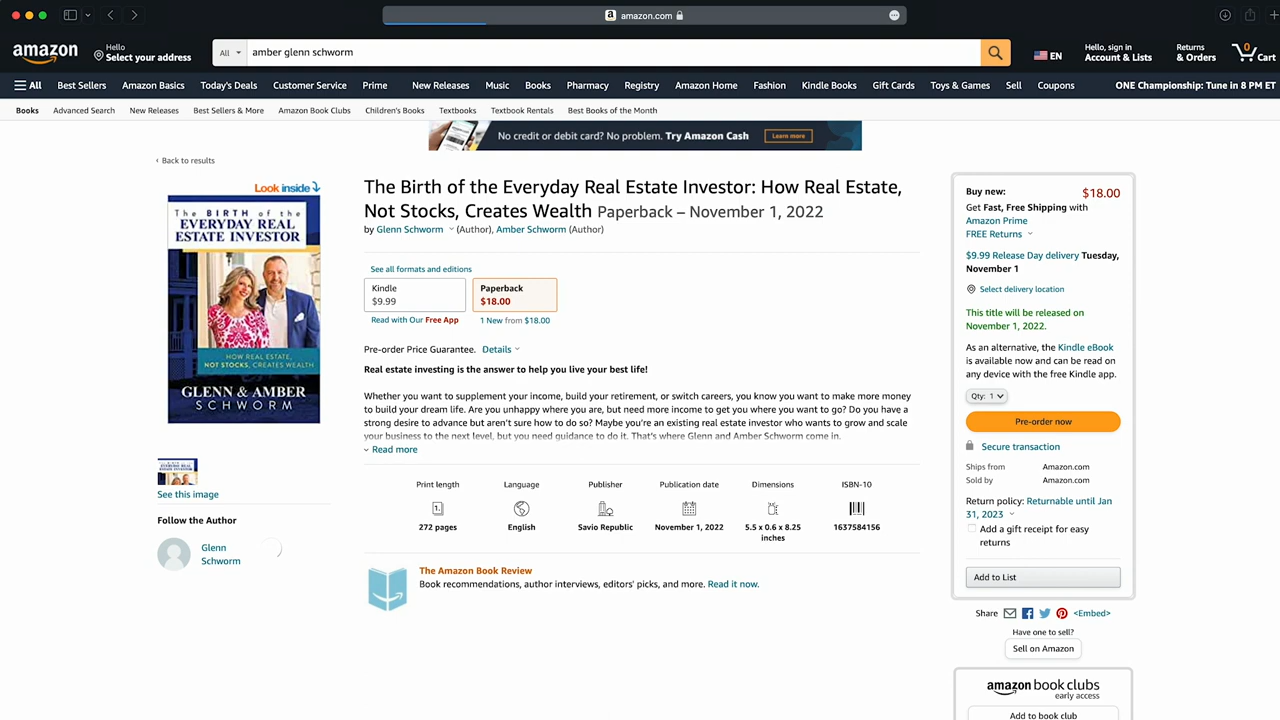 amazon.com
amazon
Hello
Select your address
All
amber glenn schworm
EN
Hello, sign in
Account & Lists
Returns
& Orders
0
Cart
All
Best Sellers
Amazon Basics
Today's Deals
Customer Service
Prime
New Releases
Music
Books
Pharmacy
Registry
Amazon Home
Fashion
Kindle Books
Gift Cards
Toys & Games
Sell
Coupons
ONE Championship: Tune in 8 PM ET
Books
Advanced Search
New Releases
Best Sellers & More
Amazon Book Clubs
Children's Books
Textbooks
Textbook Rentals
Best Books of the Month
No credit or debit card? No problem. Try Amazon Cash
Learn more
‹ Back to results
Look inside
The BIRTH of the
EVERYDAY REAL
ESTATE INVESTOR
HOW REAL ESTATE,
NOT STOCKS, CREATES WEALTH
GLENN & AMBER
SCHWORM
See this image
Follow the Author
Glenn
Schworm
The Birth of the Everyday Real Estate Investor: How Real Estate,
Not Stocks, Creates Wealth Paperback – November 1, 2022
by Glenn Schworm (Author), Amber Schworm (Author)
See all formats and editions
Kindle
$9.99
Paperback
$18.00
Read with Our Free App
1 New from $18.00
Pre-order Price Guarantee. Details
Real estate investing is the answer to help you live your best life!
Whether you want to supplement your income, build your retirement, or switch careers, you know you want to make more money
to build your dream life. Are you unhappy where you are, but need more income to get you where you want to go? Do you have a
strong desire to advance but aren't sure how to do so? Maybe you're an existing real estate investor who wants to grow and scale
your business to the next level, but you need guidance to do it. That's where Glenn and Amber Schworm come in.
Read more
Print length
Language
Publisher
Publication date
Dimensions
ISBN-10
272 pages
English
Savio Republic
November 1, 2022
5.5 x 0.6 x 8.25
inches
1637584156
The Amazon Book Review
Book recommendations, author interviews, editors' picks, and more. Read it now.
Buy new:
$18.00
Get Fast, Free Shipping with
Amazon Prime
FREE Returns
$9.99 Release Day delivery Tuesday,
November 1
Select delivery location
This title will be released on
November 1, 2022.
As an alternative, the Kindle eBook
is available now and can be read on
any device with the free Kindle app.
Qty: 1
Pre-order now
Secure transaction
Ships from
Amazon.com
Sold by
Amazon.com
Return policy: Returnable until Jan
31, 2023
Add a gift receipt for easy
returns
Add to List
Share
<Embed>
Have one to sell?
Sell on Amazon
amazon book clubs
early access
Add to book club